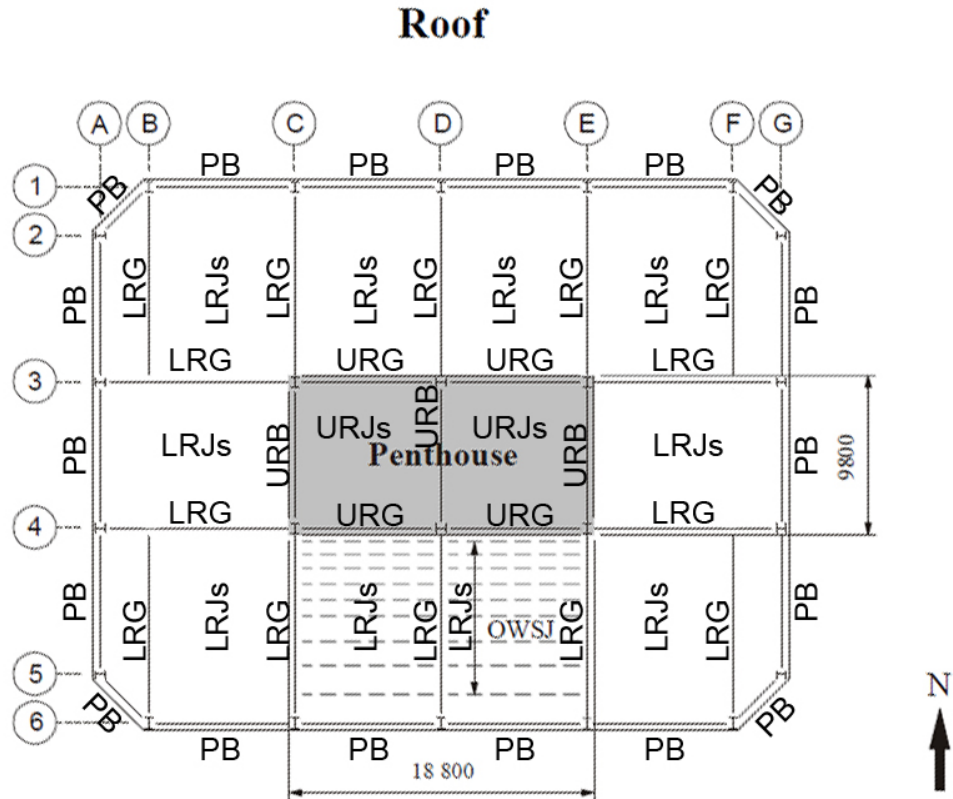 Roof
A B C D E F G
PB PB PB PB
1
PB PB
2
PB LRG LRJs LRG LRJs LRG LRJs LRG LRJs LRG PB
LRG URG URG LRG
3
URB
PB LRJs URB URJs URJs URB LRJs PB
Penthouse
9800
LRG URG URG LRG
4
PB LRG LRJs LRG LRJs LRG LRJs LRG LRJs LRG PB
OWSJ
5
PB PB
6
PB PB PB PB
18 800
N